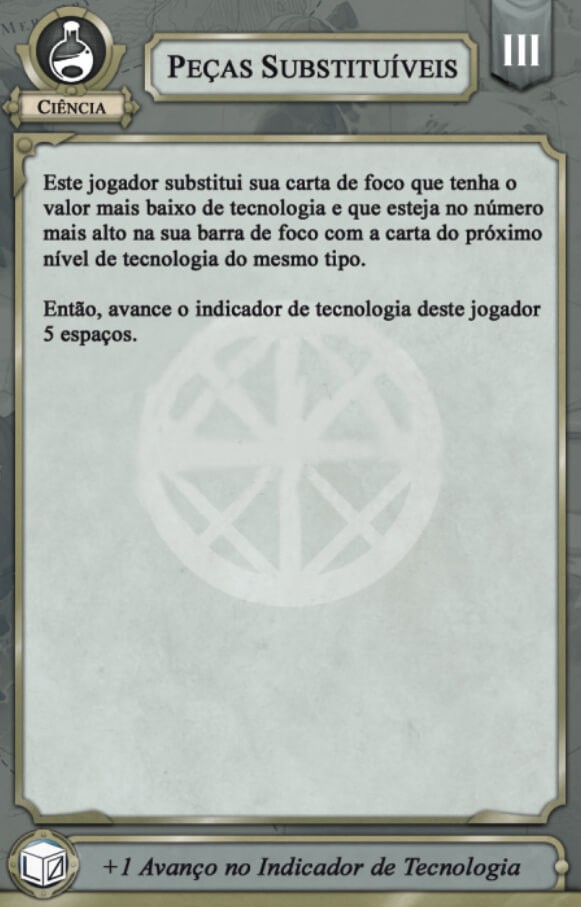 III
PEÇAS SUBSTITUÍVEIS
CIÊNCIA
Este jogador substitui sua carta de foco que tenha o
valor mais baixo de tecnologia e que esteja no número
mais alto na sua barra de foco com a carta do próximo
nível de tecnologia do mesmo tipo.
Então, avance o indicador de tecnologia deste jogador
5 espaços.
+1 Avanço no Indicador de Tecnologia